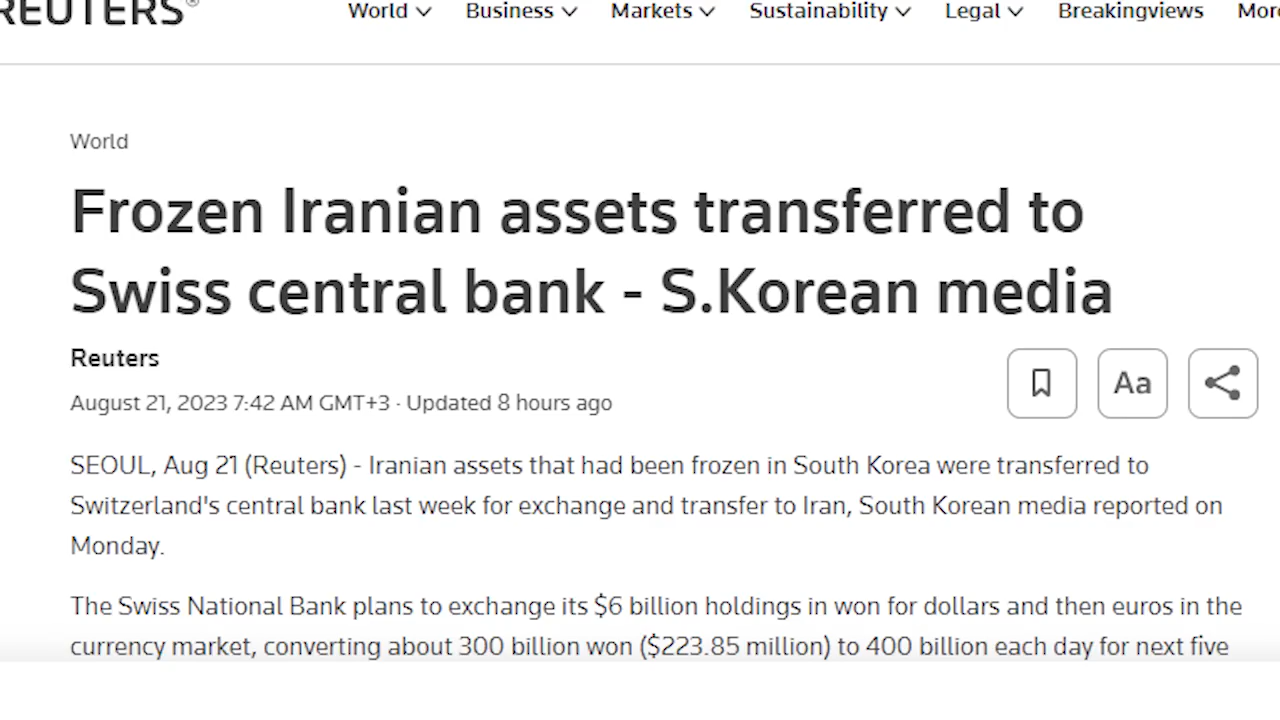 REUTERS®
World Business Markets Sustainability Legal Breakingviews More
World
Frozen Iranian assets transferred to
Swiss central bank - S.Korean media
Reuters
August 21, 2023 7:42 AM GMT+3 · Updated 8 hours ago
Aa
SEOUL, Aug 21 (Reuters) - Iranian assets that had been frozen in South Korea were transferred to
Switzerland's central bank last week for exchange and transfer to Iran, South Korean media reported on
Monday.
The Swiss National Bank plans to exchange its $6 billion holdings in won for dollars and then euros in the
currency market, converting about 300 billion won ($223.85 million) to 400 billion each day for next five